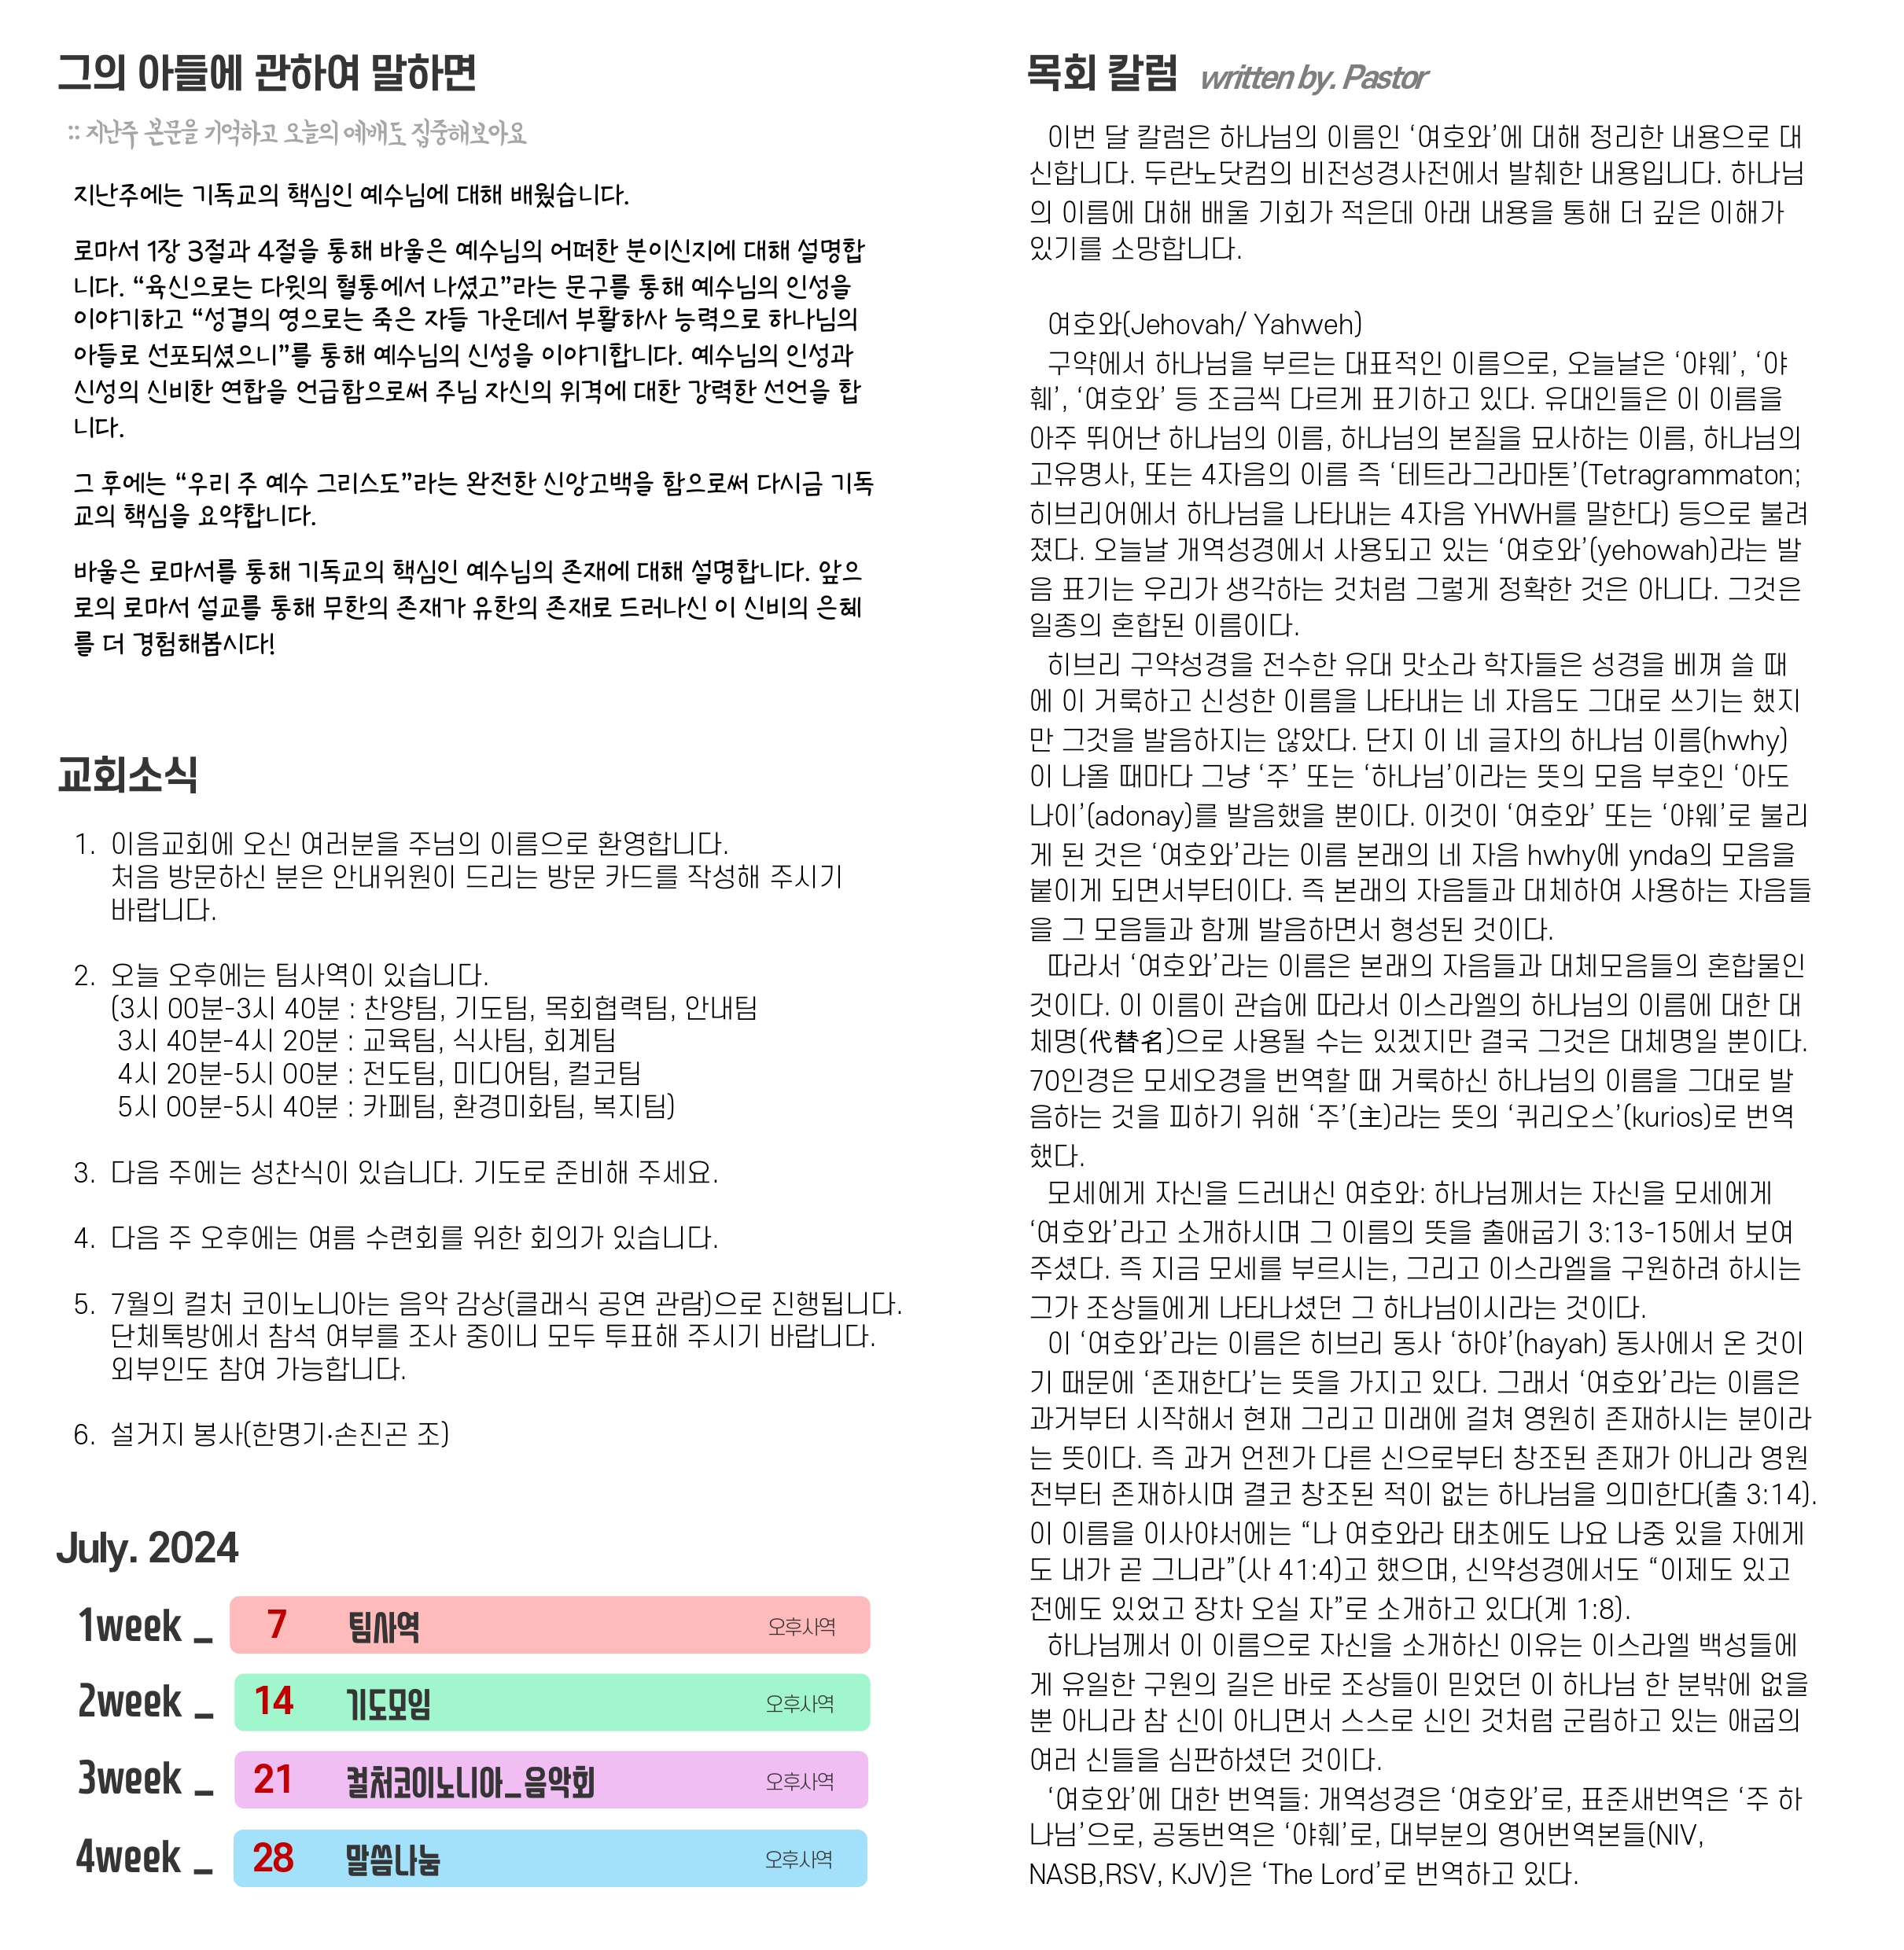 그의 아들에 관하여 말하면
:: 지난주 본문을 기억하고 오늘의 예배도 집중해보아요
지난주에는 기독교의 핵심인 예수님에 대해 배웠습니다.
로마서 1장 3절과 4절을 통해 바울은 예수님의 어떠한 분이신지에 대해 설명합
니다. “육신으로는 다윗의 혈통에서 나셨고”라는 문구를 통해 예수님의 인성을
이야기하고 “성결의 영으로는 죽은 자들 가운데서 부활하사 능력으로 하나님의
아들로 선포되셨으니”를 통해 예수님의 신성을 이야기합니다. 예수님의 인성과
신성의 신비한 연합을 언급함으로써 주님 자신의 위격에 대한 강력한 선언을 합
니다.
그 후에는 “우리 주 예수 그리스도”라는 완전한 신앙고백을 함으로써 다시금 기독
교의 핵심을 요약합니다.
바울은 로마서를 통해 기독교의 핵심인 예수님의 존재에 대해 설명합니다. 앞으
로의 로마서 설교를 통해 무한의 존재가 유한의 존재로 드러나신 이 신비의 은혜
를 더 경험해봅시다!
교회소식
1. 이음교회에 오신 여러분을 주님의 이름으로 환영합니다.
처음 방문하신 분은 안내위원이 드리는 방문 카드를 작성해 주시기
바랍니다.
2. 오늘 오후에는 팀사역이 있습니다.
(3시 00분-3시 40분 : 찬양팀, 기도팀, 목회협력팀, 안내팀
3시 40분-4시 20분 : 교육팀, 식사팀, 회계팀
4시 20분-5시 00분 : 전도팀, 미디어팀, 컬코팀
5시 00분-5시 40분 : 카페팀, 환경미화팀, 복지팀)
3. 다음 주에는 성찬식이 있습니다. 기도로 준비해 주세요.
4. 다음 주 오후에는 여름 수련회를 위한 회의가 있습니다.
5. 7월의 컬처 코이노니아는 음악 감상(클래식 공연 관람)으로 진행됩니다.
단체톡방에서 참석 여부를 조사 중이니 모두 투표해 주시기 바랍니다.
외부인도 참여 가능합니다.
6. 설거지 봉사(한명기·손진곤 조)
July. 2024
1week _ 7 팀사역 오후사역
2week _ 14 기도모임 오후사역
3week _ 21 컬처코이노니아_음악회 오후사역
4week _ 28 말씀나눔 오후사역
목회 칼럼 written by. Pastor
이번 달 칼럼은 하나님의 이름인 ‘여호와’에 대해 정리한 내용으로 대
신합니다. 두란노닷컴의 비전성경사전에서 발췌한 내용입니다. 하나님
의 이름에 대해 배울 기회가 적은데 아래 내용을 통해 더 깊은 이해가
있기를 소망합니다.
여호와(Jehovah/ Yahweh)
구약에서 하나님을 부르는 대표적인 이름으로, 오늘날은 ‘야웨’, ‘야
훼’, ‘여호와’ 등 조금씩 다르게 표기하고 있다. 유대인들은 이 이름을
아주 뛰어난 하나님의 이름, 하나님의 본질을 묘사하는 이름, 하나님의
고유명사, 또는 4자음의 이름 즉 ‘테트라그라마톤’(Tetragrammaton;
히브리어에서 하나님을 나타내는 4자음 YHWH를 말한다) 등으로 불려
졌다. 오늘날 개역성경에서 사용되고 있는 ‘여호와’(yehowah)라는 발
음 표기는 우리가 생각하는 것처럼 그렇게 정확한 것은 아니다. 그것은
일종의 혼합된 이름이다.
히브리 구약성경을 전수한 유대 맛소라 학자들은 성경을 베껴 쓸 때
에 이 거룩하고 신성한 이름을 나타내는 네 자음도 그대로 쓰기는 했지
만 그것을 발음하지는 않았다. 단지 이 네 글자의 하나님 이름(hwhy)
이 나올 때마다 그냥 ‘주’ 또는 ‘하나님’이라는 뜻의 모음 부호인 ‘아도
나이’(adonay)를 발음했을 뿐이다. 이것이 ‘여호와’ 또는 ‘야웨’로 불리
게 된 것은 ‘여호와’라는 이름 본래의 네 자음 hwhy에 ynda의 모음을
붙이게 되면서부터이다. 즉 본래의 자음들과 대체하여 사용하는 자음들
을 그 모음들과 함께 발음하면서 형성된 것이다.
따라서 ‘여호와’라는 이름은 본래의 자음들과 대체모음들의 혼합물인
것이다. 이 이름이 관습에 따라서 이스라엘의 하나님의 이름에 대한 대
체명(代替名)으로 사용될 수는 있겠지만 결국 그것은 대체명일 뿐이다.
70인경은 모세오경을 번역할 때 거룩하신 하나님의 이름을 그대로 발
음하는 것을 피하기 위해 ‘주’(主)라는 뜻의 ‘퀴리오스’(kurios)로 번역
했다.
모세에게 자신을 드러내신 여호와: 하나님께서는 자신을 모세에게
‘여호와’라고 소개하시며 그 이름의 뜻을 출애굽기 3:13-15에서 보여
주셨다. 즉 지금 모세를 부르시는, 그리고 이스라엘을 구원하려 하시는
그가 조상들에게 나타나셨던 그 하나님이시라는 것이다.
이 ‘여호와’라는 이름은 히브리 동사 ‘하야’(hayah) 동사에서 온 것이
기 때문에 ‘존재한다’는 뜻을 가지고 있다. 그래서 ‘여호와’라는 이름은
과거부터 시작해서 현재 그리고 미래에 걸쳐 영원히 존재하시는 분이라
는 뜻이다. 즉 과거 언젠가 다른 신으로부터 창조된 존재가 아니라 영원
전부터 존재하시며 결코 창조된 적이 없는 하나님을 의미한다(출 3:14).
이 이름을 이사야서에는 “나 여호와라 태초에도 나요 나중 있을 자에게
도 내가 곧 그니라”(사 41:4)고 했으며, 신약성경에서도 “이제도 있고
전에도 있었고 장차 오실 자”로 소개하고 있다(계 1:8).
하나님께서 이 이름으로 자신을 소개하신 이유는 이스라엘 백성들에
게 유일한 구원의 길은 바로 조상들이 믿었던 이 하나님 한 분밖에 없을
뿐 아니라 참 신이 아니면서 스스로 신인 것처럼 군림하고 있는 애굽의
여러 신들을 심판하셨던 것이다.
‘여호와’에 대한 번역들: 개역성경은 ‘여호와’로, 표준새번역은 ‘주 하
나님’으로, 공동번역은 ‘야훼’로, 대부분의 영어번역본들(NIV,
NASB,RSV, KJV)은 ‘The Lord’로 번역하고 있다.